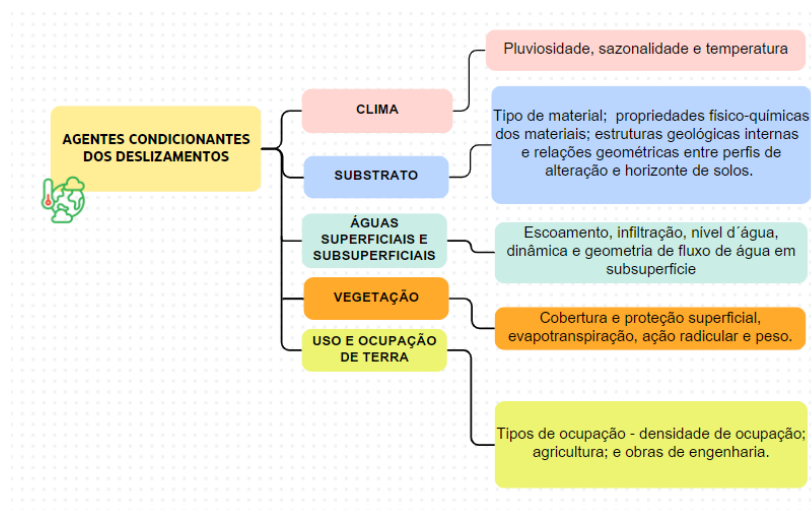 AGENTES CONDICIONANTES
DOS DESLIZAMENTOS
CLIMA
Pluviosidade, sazonalidade e temperatura
SUBSTRATO
Tipo de material;  propriedades físico-químicas
dos materiais; estruturas geológicas internas
e relações geométricas entre perfis de
alteração e horizonte de solos.
ÁGUAS
SUPERFICIAIS E
SUBSUPERFICIAIS
Escoamento, infiltração, nível d´água,
dinâmica e geometria de fluxo de água em
subsuperfície
VEGETAÇÃO
Cobertura e proteção superficial,
evapotranspiração, ação radicular e peso.
USO E OCUPAÇÃO
DE TERRA
Tipos de ocupação - densidade de ocupação;
agricultura; e obras de engenharia.